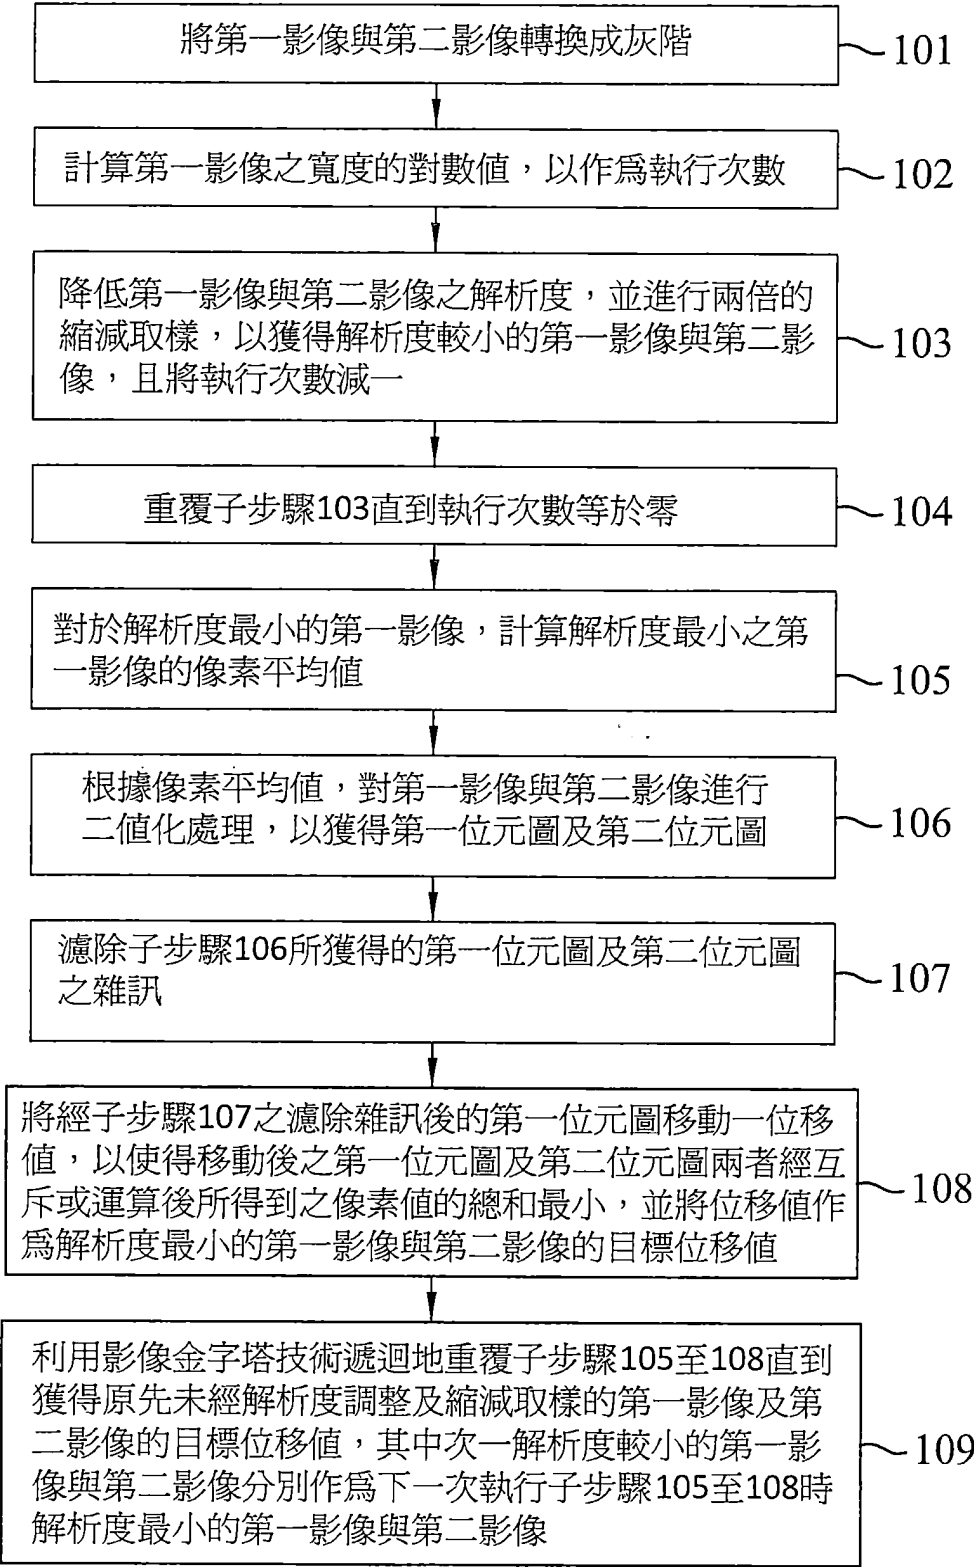 將第一影像與第二影像轉換成灰階
101
計算第一影像之寬度的對數值，以作為執行次數
102
降低第一影像與第二影像之解析度，並進行兩倍的
縮減取樣，以獲得解析度較小的第一影像與第二影
像，且將執行次數減一
103
重覆子步驟103直到執行次數等於零
104
對於解析度最小的第一影像，計算解析度最小之第
一影像的像素平均值
105
根據像素平均值，對第一影像與第二影像進行
二值化處理，以獲得第一位元圖及第二位元圖
106
濾除子步驟106所獲得的第一位元圖及第二位元圖
之雜訊
107
將經子步驟107之濾除雜訊後的第一位元圖移動一位移
值，以使得移動後之第一位元圖及第二位元圖兩者經互
斥或運算後所得到之像素值的總和最小，並將位移值作
為解析度最小的第一影像與第二影像的目標位移值
108
利用影像金字塔技術遞迴地重覆子步驟105至108直到
獲得原先未經解析度調整及縮減取樣的第一影像及第
二影像的目標位移值，其中次一解析度較小的第一影
像與第二影像分別作為下一次執行子步驟105至108時
解析度最小的第一影像與第二影像
109